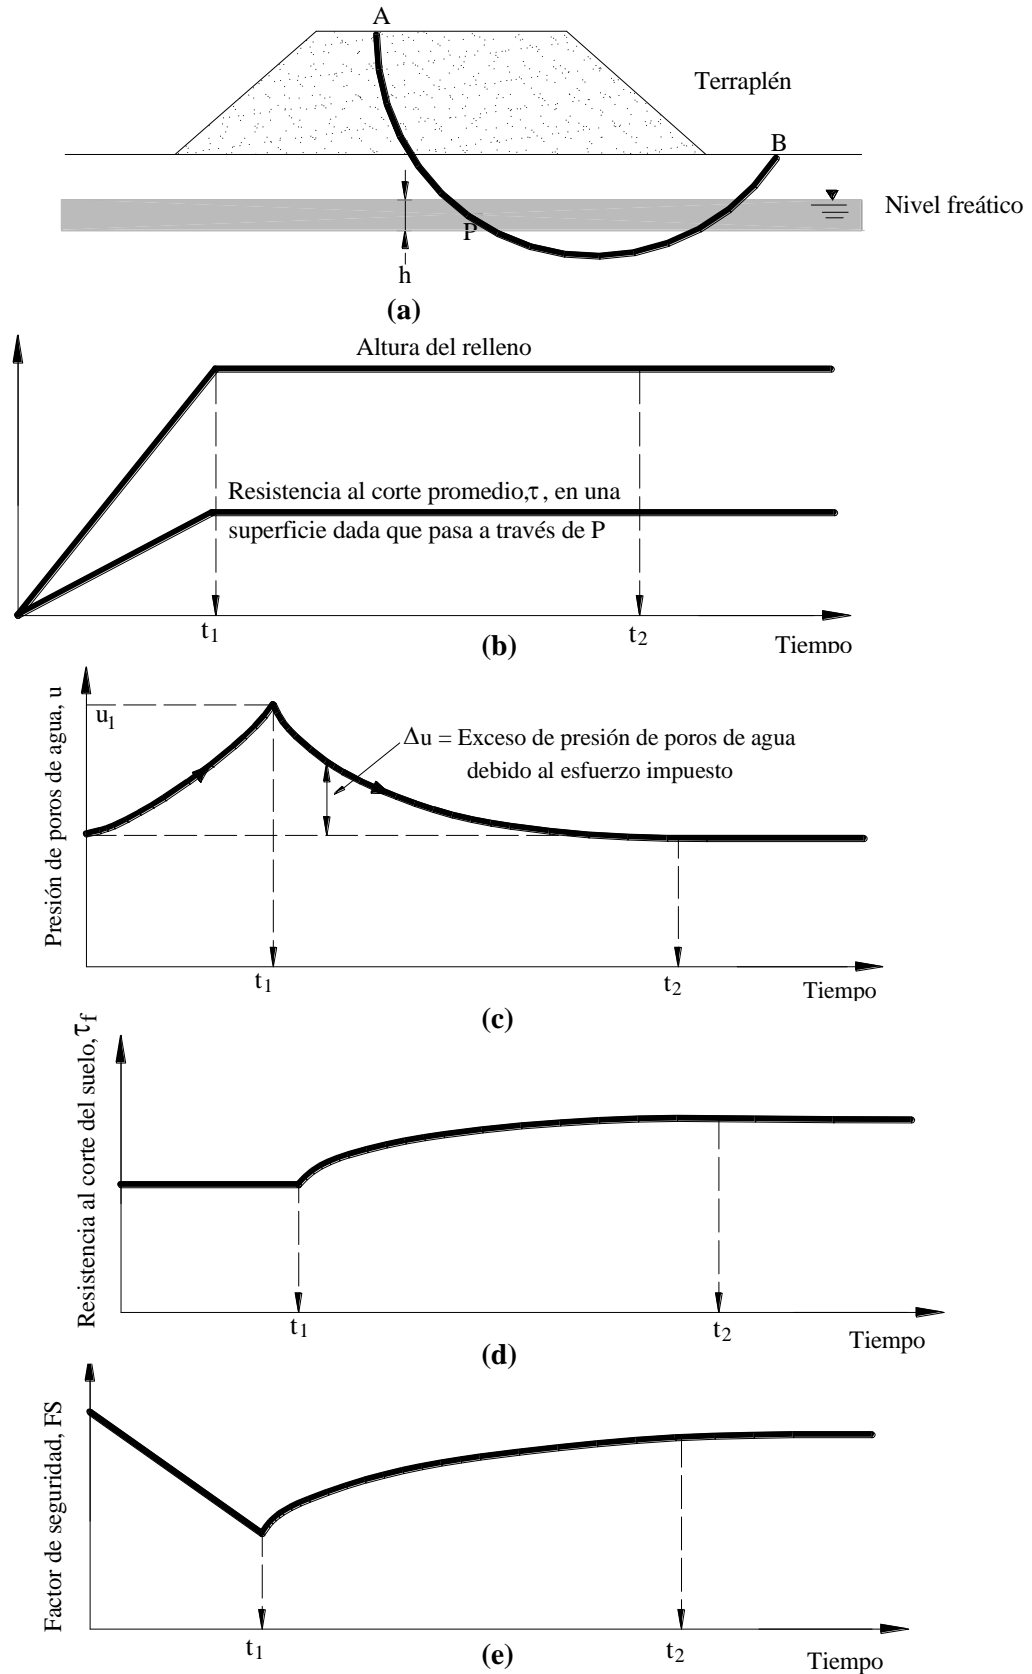 A
Terraplén
B
Nivel freático
P
h
(a)
Altura del relleno
Resistencia al corte promedio,τ, en una
superficie dada que pasa a través de P
t1
t2
(b)
Tiempo
Presión de poros de agua, u
u1
Δu = Exceso de presión de poros de agua
debido al esfuerzo impuesto
t1
t2
Tiempo
(c)
Resistencia al corte del suelo, τf
t1
t2
Tiempo
(d)
Factor de seguridad, FS
t1
t2
Tiempo
(e)